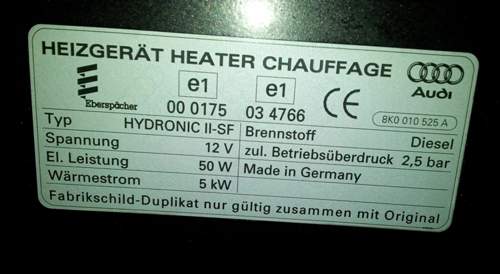 HEIZGERÄT HEATER CHAUFFAGE
Audi
Eberspächer
e1 e1
00 0175 03 4766 CE
8K0 010 525 A
Typ HYDRONIC II-SF Brennstoff Diesel
Spannung 12 V zul. Betriebsüberdruck 2,5 bar
El. Leistung 50 W Made in Germany
Wärmestrom 5 kW
Fabrikschild-Duplikat nur gültig zusammen mit Original